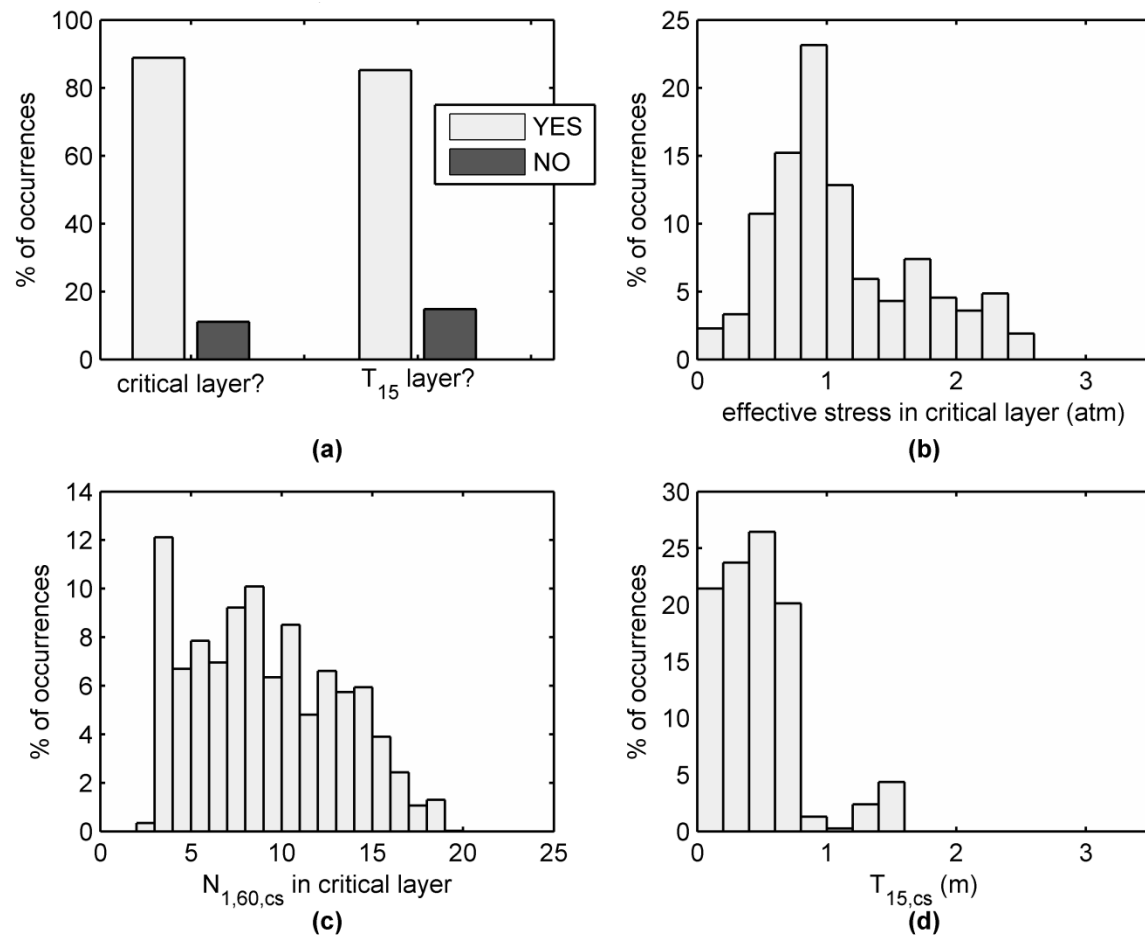 100
80
60
40
20
0
% of occurrences
critical layer?
T15 layer?
YES
NO
(a)
25
20
15
10
5
0
% of occurrences
0 1 2 3
effective stress in critical layer (atm)
(b)
14
12
10
8
6
4
2
0
% of occurrences
0 5 10 15 20 25
N1,60,cs in critical layer
(c)
30
25
20
15
10
5
0
% of occurrences
0 1 2 3
T15,cs (m)
(d)